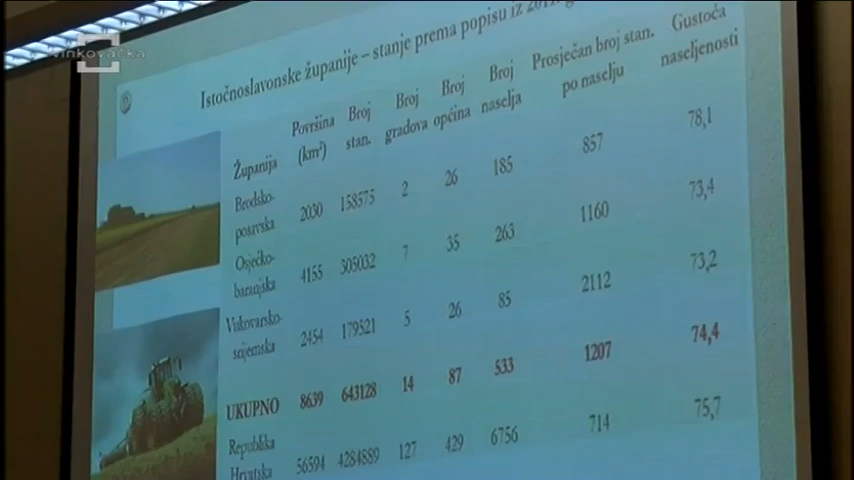 vinkovačka
Istočnoslavonske županije – stanje prema popisu iz
Županija Površina (km²) Broj stan. Broj gradova Broj općina Broj naselja Prosječan broj stan. po naselju Gustoća naseljenosti
Brodsko-
posavska 2030 158575 2 26 185 857 78,1
Osječko-
baranjska 4155 305032 7 35 263 1160 73,4
Vukovarsko-
srijemska 2454 179521 5 26 85 2112 73,2
UKUPNO 8639 643128 14 87 533 1207 74,4
Republika
Hrvatska 56594 4284889 127 429 6756 714 75,7